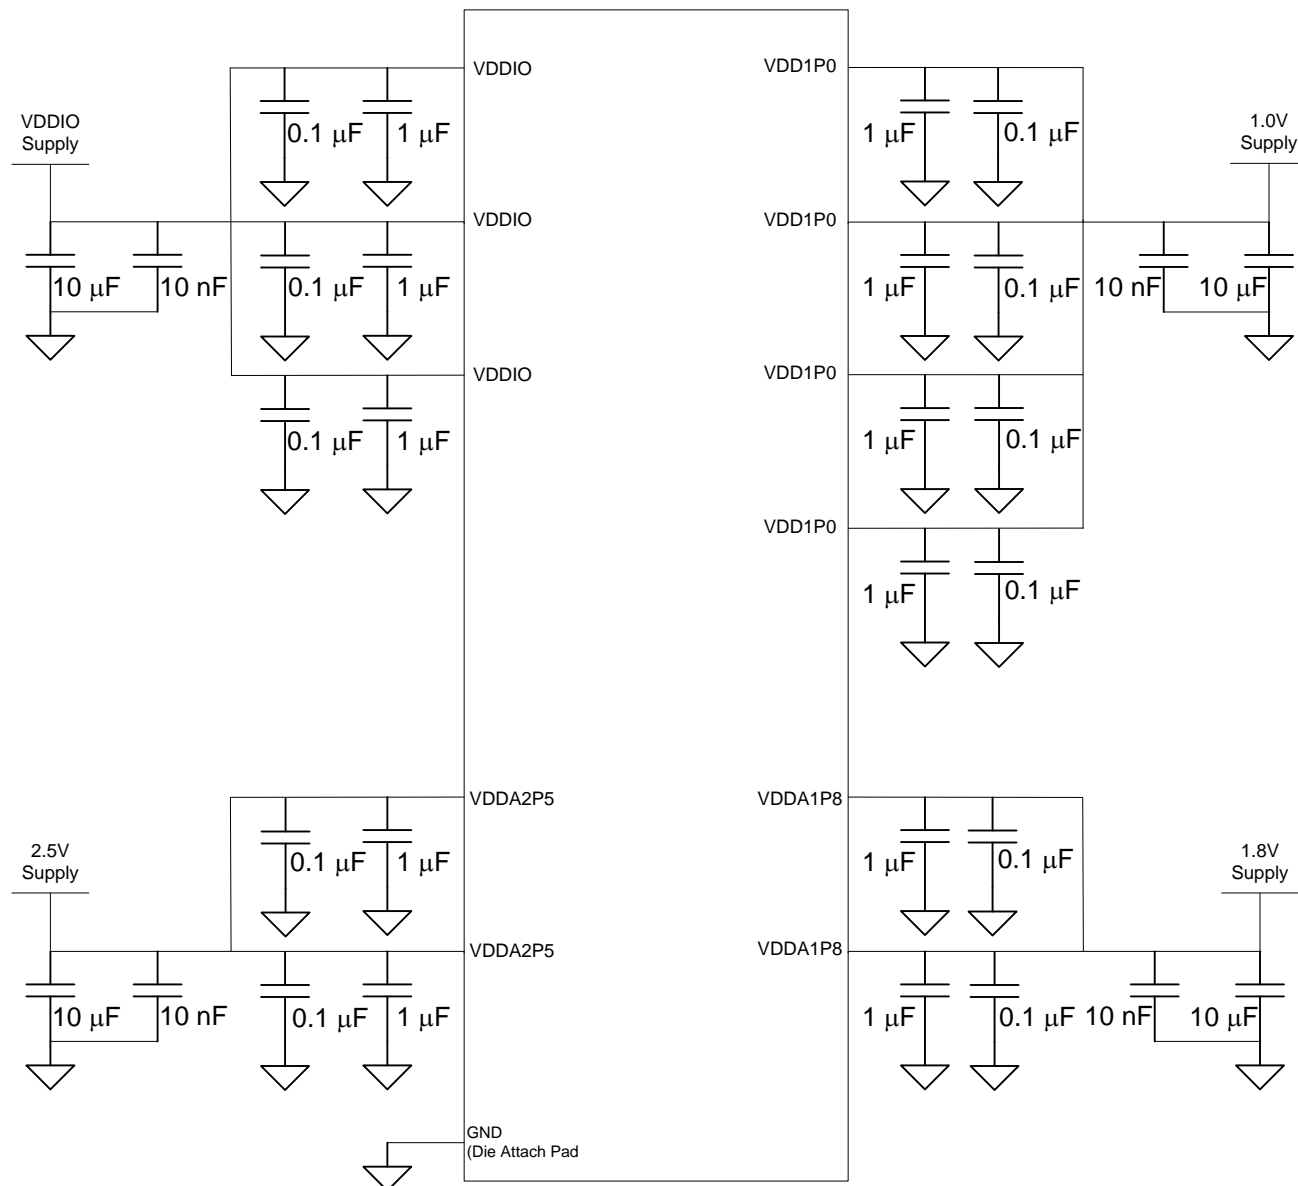 VDDIO
VDD1P0
0.1 μF
1 μF
1 μF
0.1 μF
VDDIO
Supply
1.0V
Supply
VDDIO
VDD1P0
10 μF
10 nF
0.1 μF
1 μF
1 μF
0.1 μF
10 nF
10 μF
VDDIO
VDD1P0
0.1 μF
1 μF
1 μF
0.1 μF
VDD1P0
1 μF
0.1 μF
VDDA2P5
VDDA1P8
0.1 μF
1 μF
1 μF
0.1 μF
2.5V
Supply
1.8V
Supply
VDDA2P5
VDDA1P8
10 μF
10 nF
0.1 μF
1 μF
1 μF
0.1 μF
10 nF
10 μF
GND
(Die Attach Pad